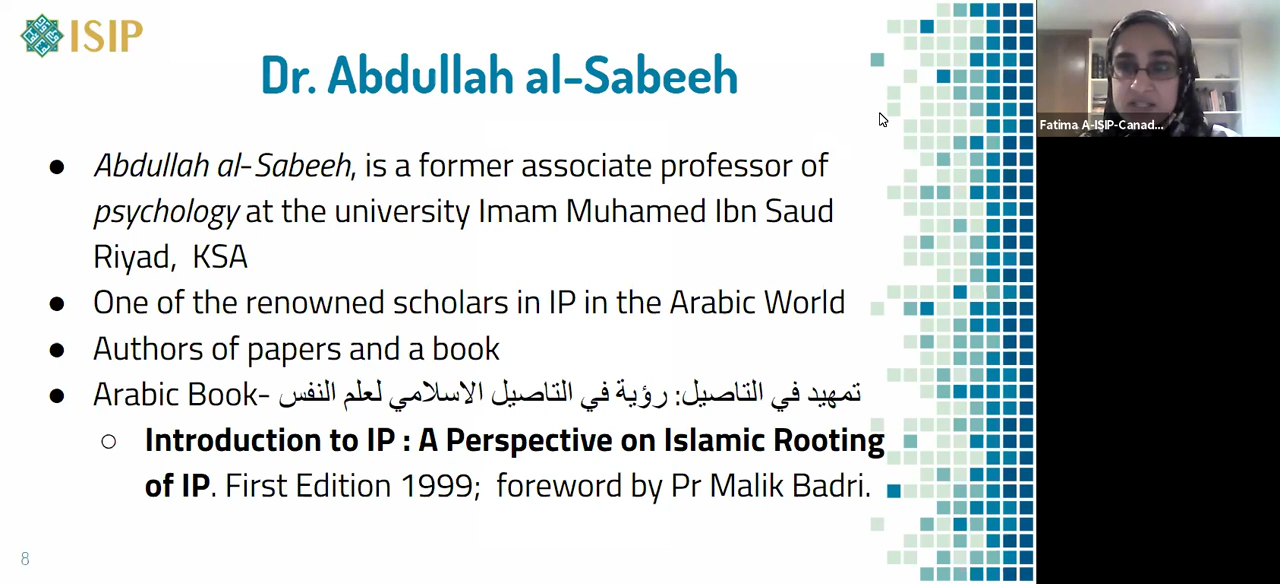 ISIP
Dr. Abdullah al-Sabeeh
Fatima A-ISIP-Canad...
● Abdullah al-Sabeeh, is a former associate professor of
psychology at the university Imam Muhamed Ibn Saud
Riyad, KSA
● One of the renowned scholars in IP in the Arabic World
● Authors of papers and a book
● Arabic Book- تمهيد في التاصيل: رؤية في التاصيل الاسلامي لعلم النفس
○ Introduction to IP : A Perspective on Islamic Rooting
of IP. First Edition 1999; foreword by Pr Malik Badri.
8